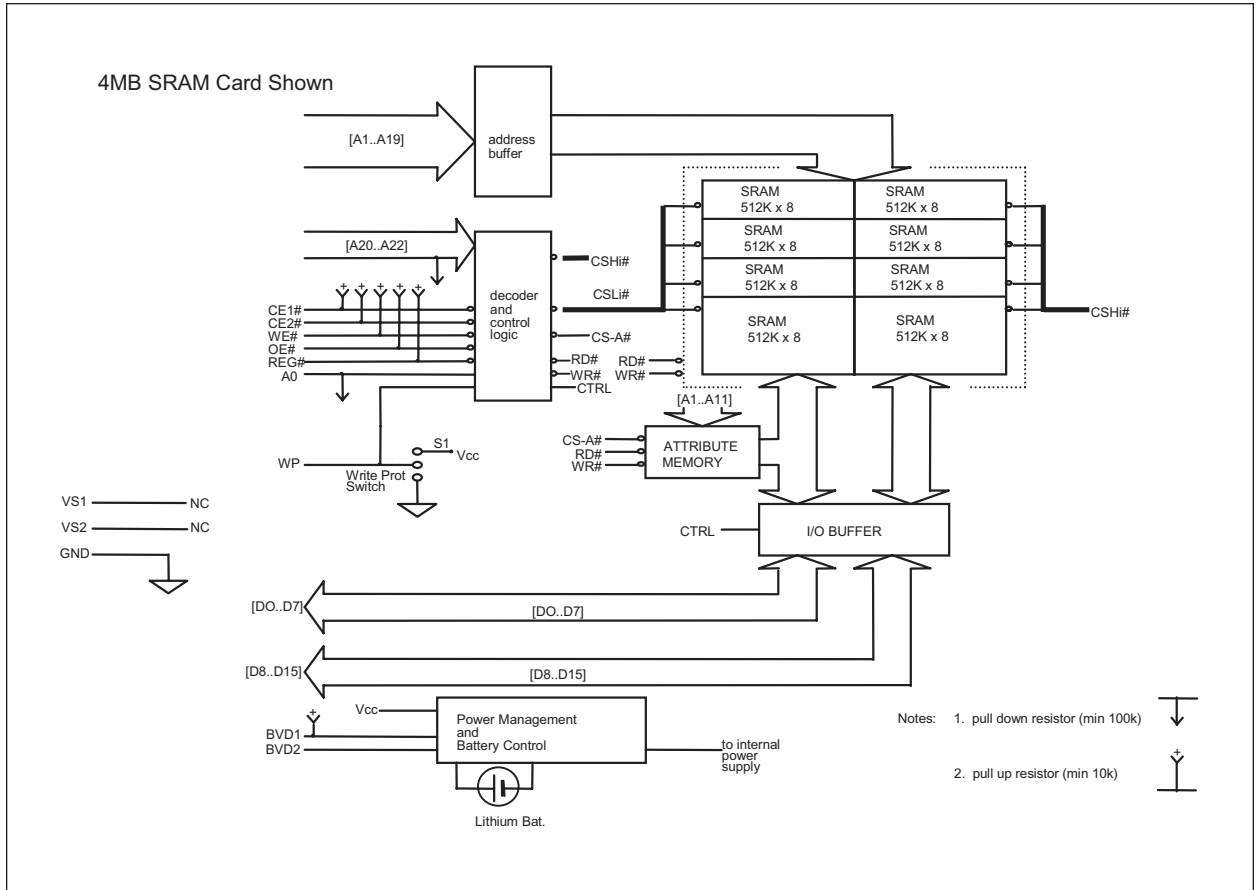 4MB SRAM Card Shown
[A1..A19]
address
buffer
SRAM
512K x 8
SRAM
512K x 8
SRAM
512K x 8
SRAM
512K x 8
SRAM
512K x 8
SRAM
512K x 8
SRAM
512K x 8
SRAM
512K x 8
[A20..A22]
decoder
and
control
logic
CSHi#
CSLi#
CS-A#
RD#
WR#
CTRL
RD#
WR#
CSHi#
+ + + + +
CE1#
CE2#
WE#
OE#
REG#
A0
WP
S1
Vcc
Write Prot
Switch
[A1..A11]
CS-A#
RD#
WR#
ATTRIBUTE
MEMORY
VS1
NC
VS2
NC
GND
CTRL
I/O BUFFER
[DO..D7]
[DO..D7]
[D8..D15]
[D8..D15]
Vcc
+
BVD1
BVD2
Power Management
and
Battery Control
to internal
power
supply
Lithium Bat.
Notes: 1. pull down resistor (min 100k)
+
2. pull up resistor (min 10k)